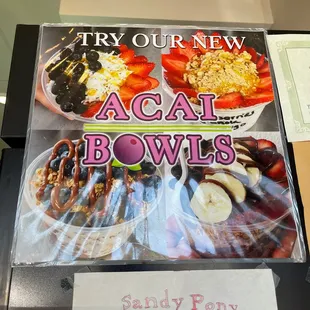 TRY OUR NEW
ACAI
BOWLS
Sandy Pony